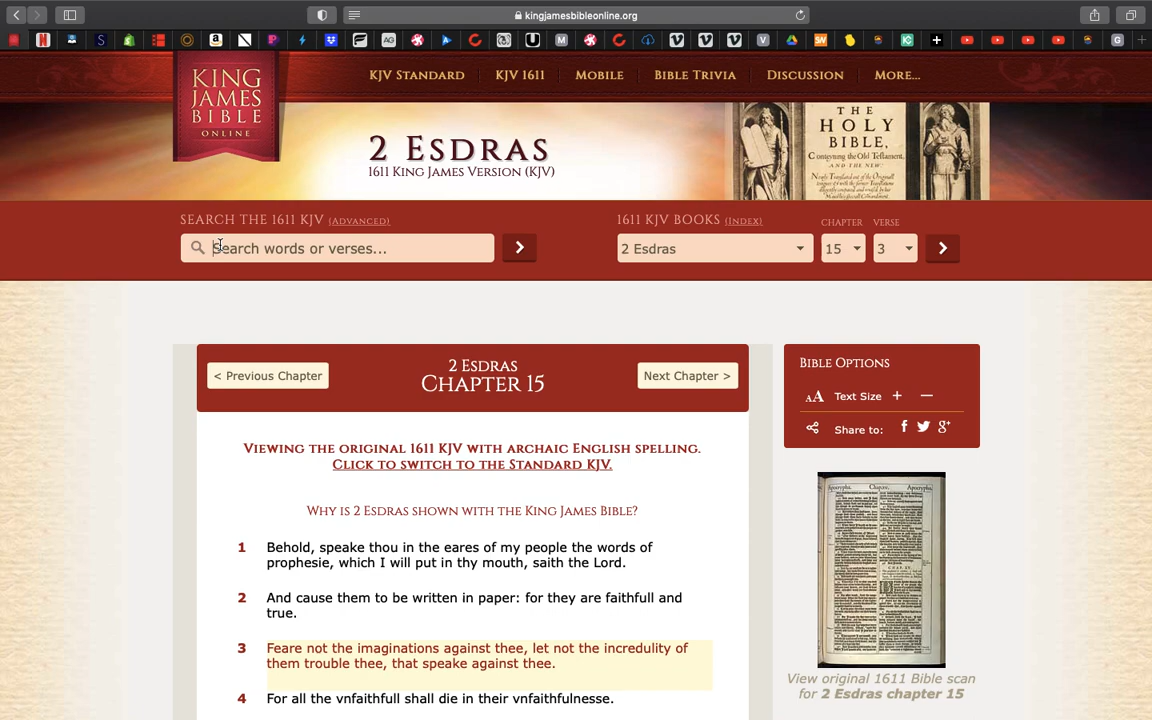 kingjamesbibleonline.org
KING
JAMES
BIBLE
ONLINE
KJV STANDARD
KJV 1611
MOBILE
BIBLE TRIVIA
DISCUSSION
MORE...
2 ESDRAS
1611 KING JAMES VERSION (KJV)
THE
HOLY
BIBLE,
Conteyning the Old Testament,
AND THE NEW:
SEARCH THE 1611 KJV (ADVANCED)
Search words or verses...
1611 KJV BOOKS (INDEX)
CHAPTER
VERSE
2 Esdras
15
3
< Previous Chapter
2 ESDRAS
CHAPTER 15
Next Chapter >
VIEWING THE ORIGINAL 1611 KJV WITH ARCHAIC ENGLISH SPELLING.
CLICK TO SWITCH TO THE STANDARD KJV.
WHY IS 2 ESDRAS SHOWN WITH THE KING JAMES BIBLE?
1 Behold, speake thou in the eares of my people the words of
prophesie, which I will put in thy mouth, saith the Lord.
2 And cause them to be written in paper: for they are faithfull and
true.
3 Feare not the imaginations against thee, let not the incredulity of
them trouble thee, that speake against thee.
4 For all the vnfaithfull shall die in their vnfaithfulnesse.
BIBLE OPTIONS
AA Text Size + —
Share to:
View original 1611 Bible scan
for 2 Esdras chapter 15